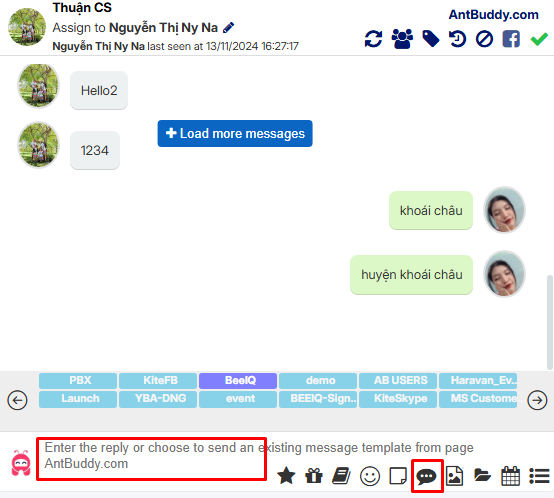 Thuận CS
AntBuddy.com
Assign to Nguyễn Thị Ny Na
Nguyễn Thị Ny Na last seen at 13/11/2024 16:27:17
Hello2
+ Load more messages
1234
khoái châu
huyện khoái châu
PBX KiteFB BeeIQ demo AB USERS Haravan_Ev..
Launch YBA-DNG event BEEIQ-Sign.. KiteSkype MS Custome
Enter the reply or choose to send an existing message template from page
AntBuddy.com